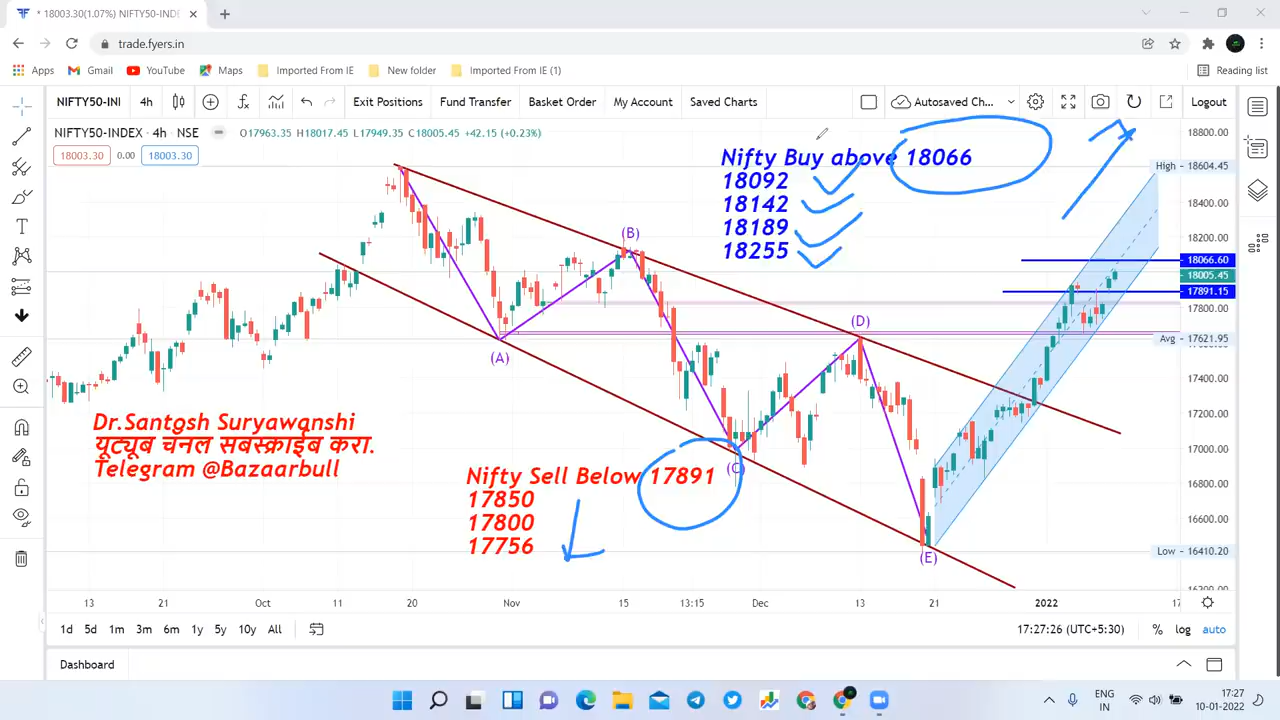 * 18003.30(1.07%) NIFTY50-INDE
trade.fyers.in
Apps Gmail YouTube Maps Imported From IE New folder Imported From IE (1) Reading list
NIFTY50-INI 4h Exit Positions Fund Transfer Basket Order My Account Saved Charts Autosaved Ch... Logout
NIFTY50-INDEX · 4h · NSE O17963.35 H18017.45 L17949.35 C18005.45 +42.15 (+0.23%)
18003.30 0.00 18003.30
Nifty Buy above 18066
18092
18142
18189
18255
18800.00
High - 18604.45
18400.00
18200.00
18066.60
18005.45
17891.15
17800.00
Avg - 17621.95
17400.00
17200.00
17000.00
16800.00
16600.00
Low - 16410.20
(B)
(D)
(A)
(C)
(E)
Dr.Santosh Suryawanshi
यूट्यूब चॅनल सबस्क्राईब करा.
Telegram @Bazaarbull
Nifty Sell Below 17891
17850
17800
17756
13 21 Oct 11 20 Nov 15 13:15 Dec 13 21 2022 17
1d 5d 1m 3m 6m 1y 5y 10y All 17:27:26 (UTC+5:30) % log auto
Dashboard
ENG
IN
17:27
10-01-2022